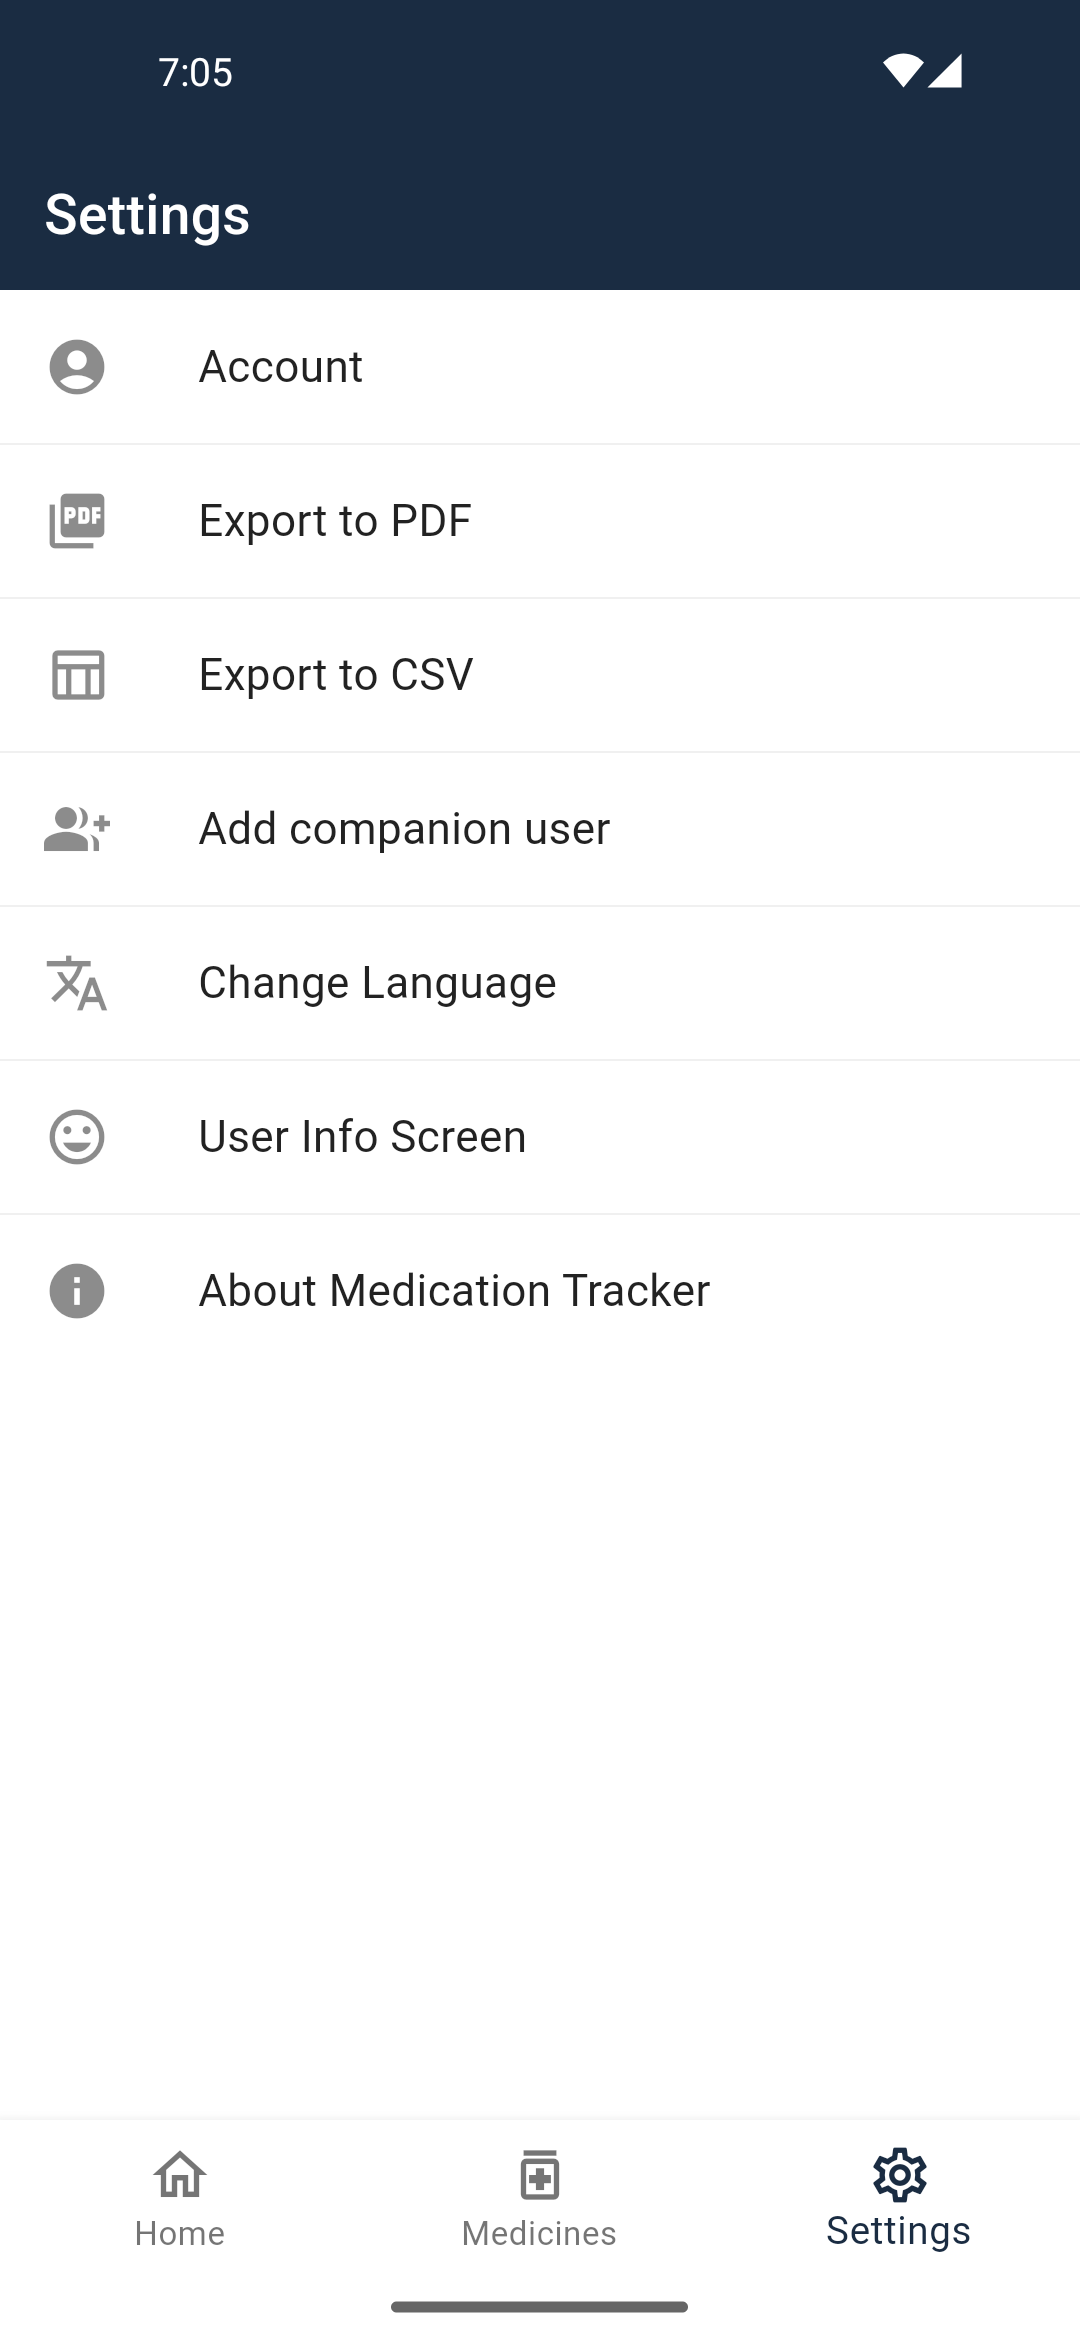 7:05
Settings
Account
PDF
Export to PDF
Export to CSV
Add companion user
Change Language
User Info Screen
About Medication Tracker
Home
Medicines
Settings